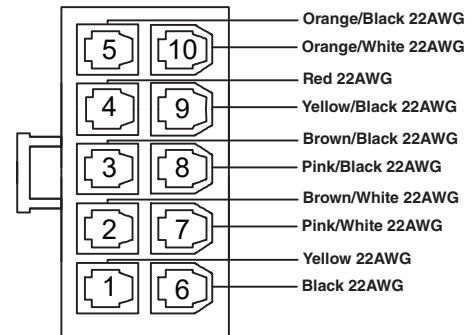 Orange/Black 22AWG
5 10 Orange/White 22AWG
Red 22AWG
4 9 Yellow/Black 22AWG
Brown/Black 22AWG
3 8 Pink/Black 22AWG
Brown/White 22AWG
2 7 Pink/White 22AWG
Yellow 22AWG
1 6 Black 22AWG